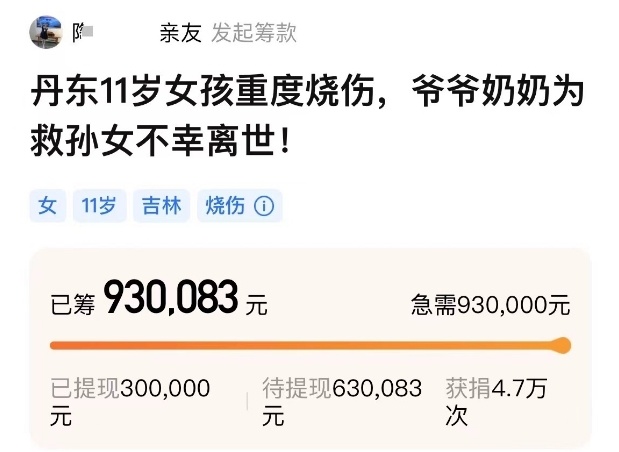 亲友 发起筹款
丹东11岁女孩重度烧伤，爷爷奶奶为
救孙女不幸离世！
女 11岁 吉林 烧伤
已筹 930,083 元 急需930,000元
已提现300,000元 待提现630,083元 获捐4.7万次